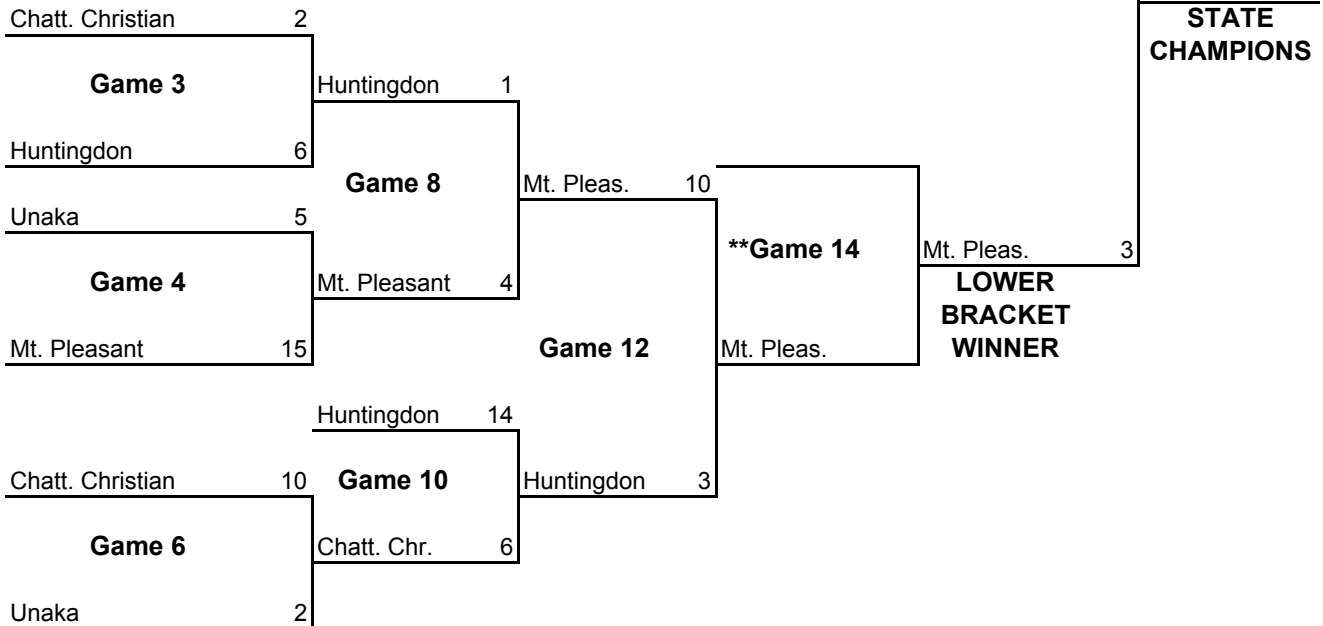 Chatt. Christian 2
STATE
CHAMPIONS
Game 3
Huntingdon 1
Huntingdon 6
Game 8
Mt. Pleas. 10
Unaka 5
**Game 14
Mt. Pleas. 3
Game 4
Mt. Pleasant 4
LOWER
BRACKET
WINNER
Mt. Pleasant 15
Game 12
Mt. Pleas.
Huntingdon 14
Chatt. Christian 10
Game 10
Huntingdon 3
Game 6
Chatt. Chr. 6
Unaka 2